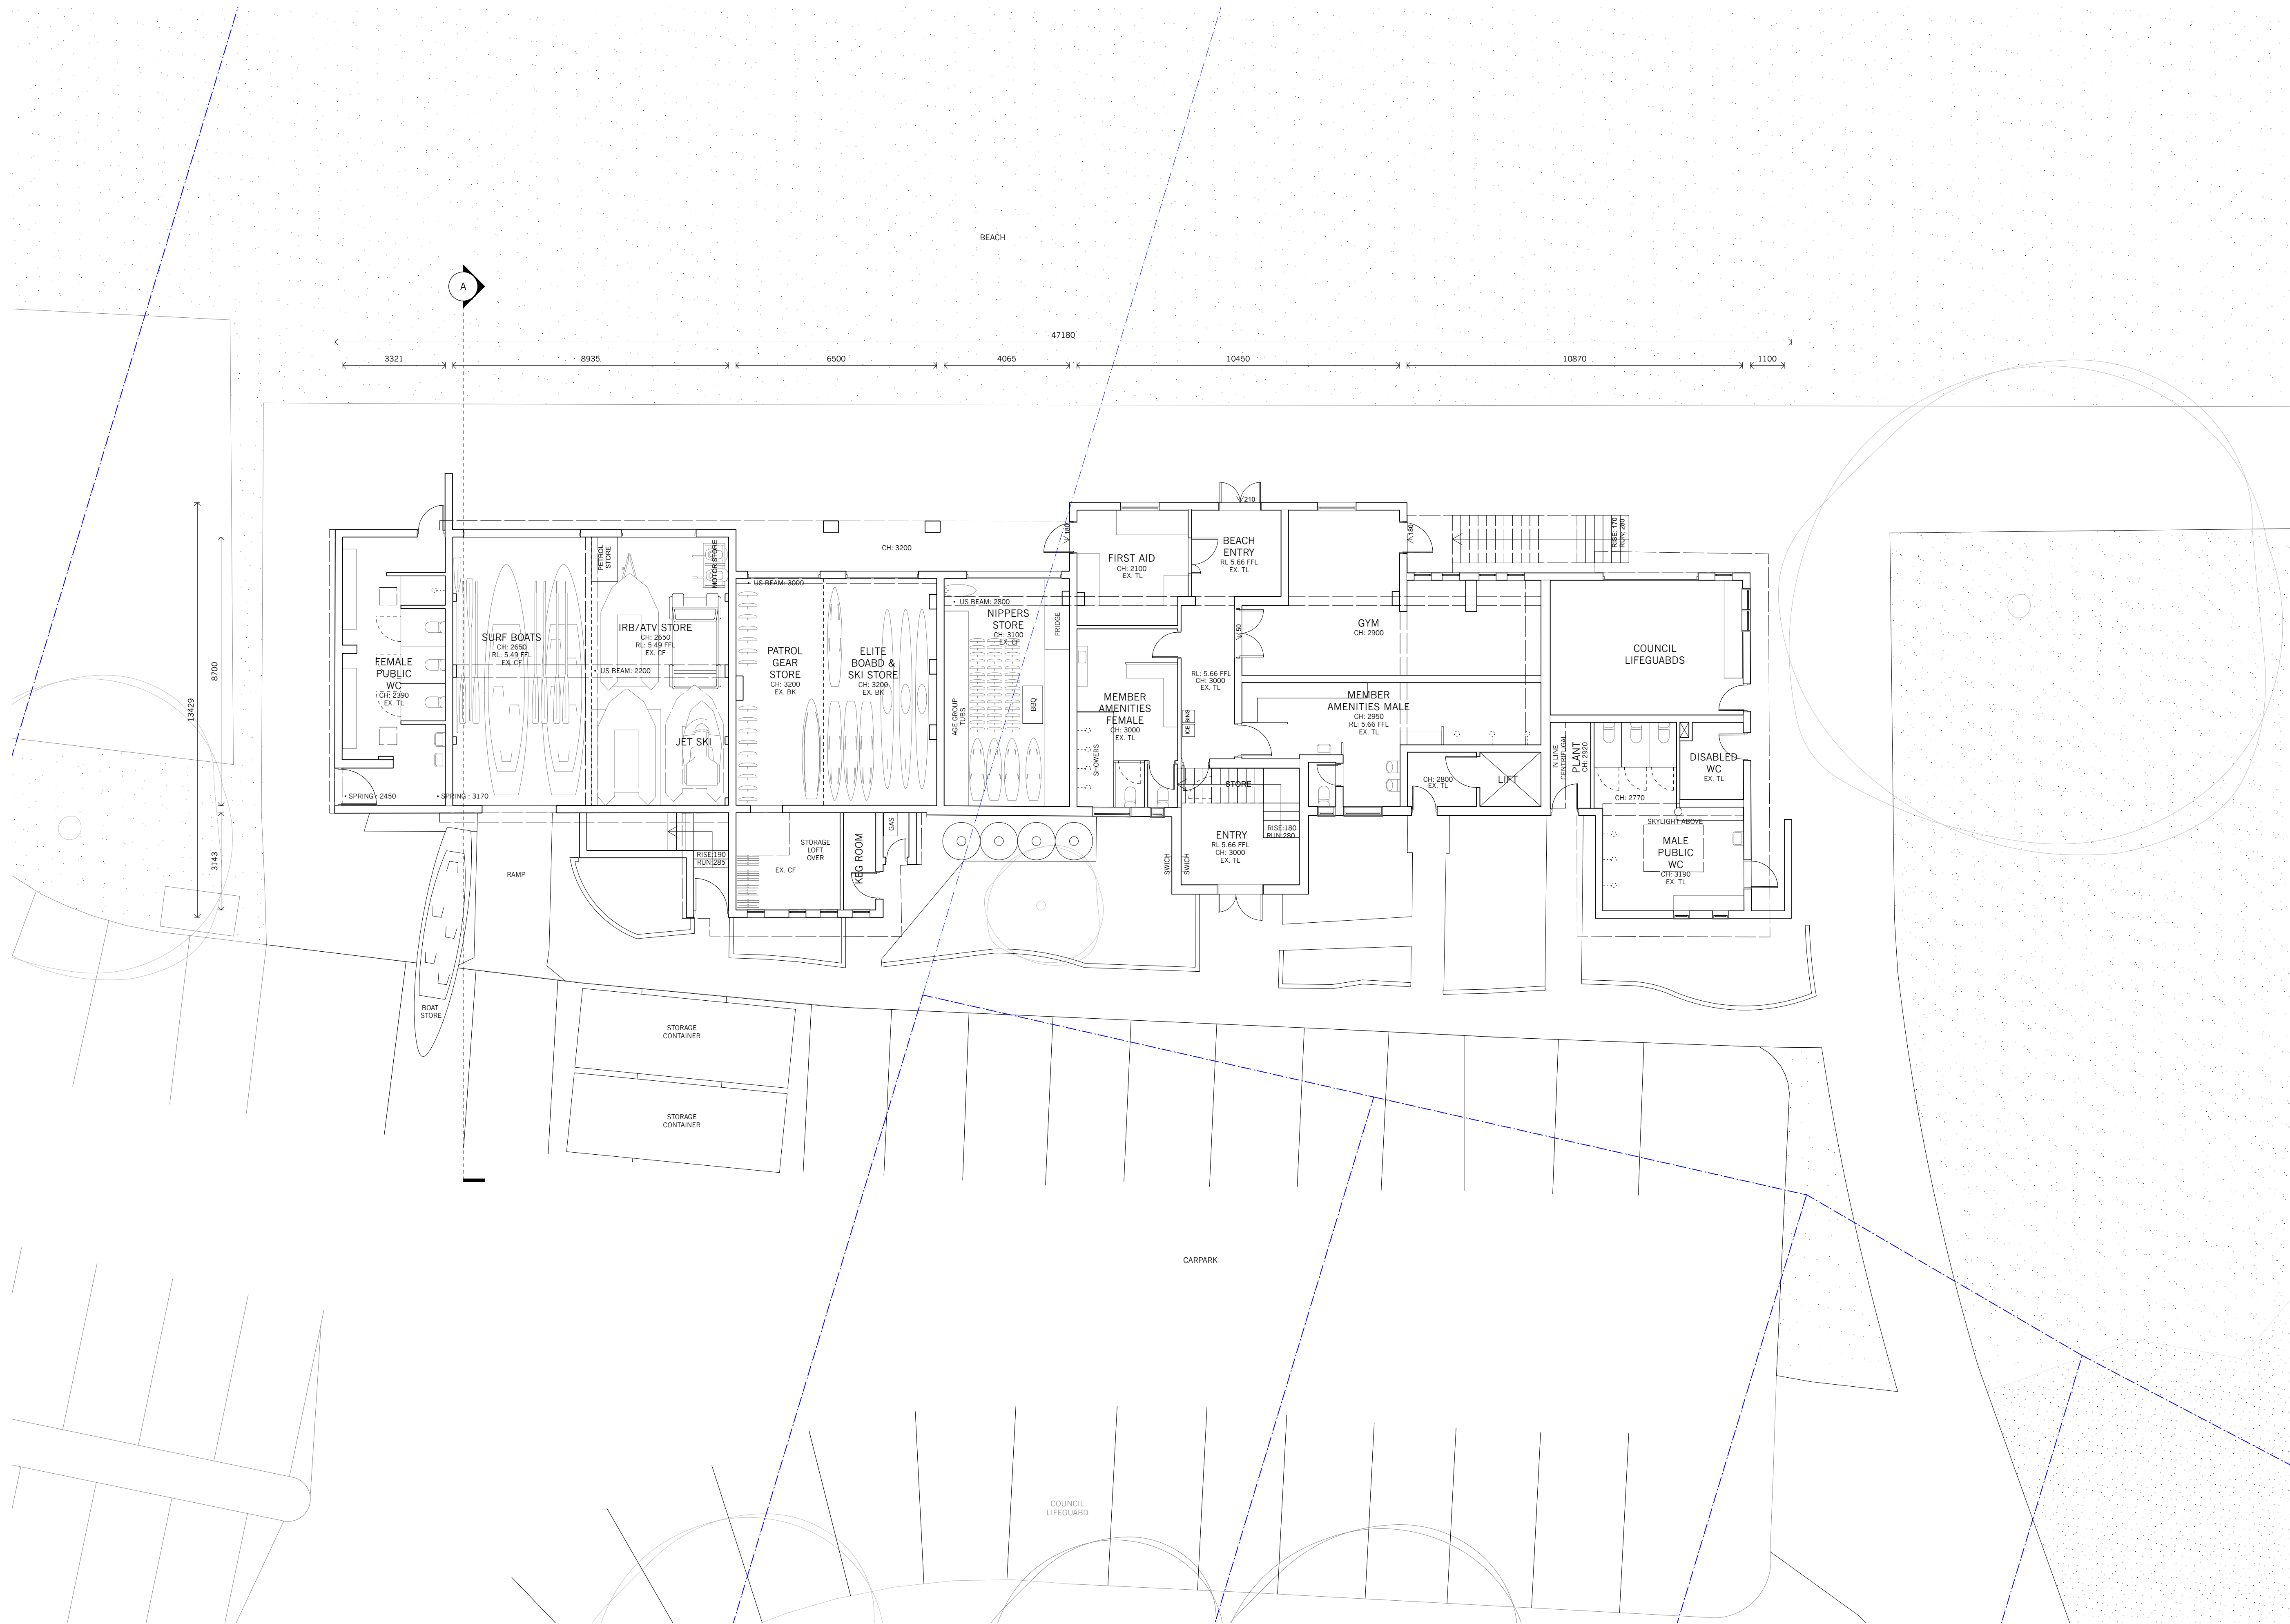 BEACH
A
47180
3321
8935
6500
4065
10450
10870
1100
13429
8700
3143
210
180
180
RISE: 170
RUN: 280
CH: 3200
PETROL
STORE
MOTOR STORE
US BEAM: 3000
US BEAM: 2800
FIRST AID
CH: 2100
EX. TL
BEACH
ENTRY
RL 5.66 FFL
EX. TL
NIPPERS
STORE
CH: 3100
EX. CF
FRIDGE
50
GYM
CH: 2900
SURF BOATS
CH: 2650
RL: 5.49 FFL
EX. CF
IRB/ATV STORE
CH: 2650
RL: 5.49 FFL
EX. CF
US BEAM: 2200
FEMALE
PUBLIC
WC
CH: 2390
EX. TL
PATROL
GEAR
STORE
CH: 3200
EX. BK
ELITE
BOABD &
SKI STORE
CH: 3200
EX. BK
COUNCIL
LIFEGUABDS
RL: 5.66 FFL
CH: 3000
EX. TL
MEMBER
AMENITIES
FEMALE
CH: 3000
EX. TL
MEMBER
AMENITIES MALE
CH: 2950
RL: 5.66 FFL
EX. TL
AGE GROUP
TUBS
BBQ
ICE BINS
JET SKI
SHOWERS
IN LINE
CENTRIFUGAL
PLANT
CH: 2920
DISABLED
WC
EX. TL
STORE
CH: 2800
EX. TL
LIFT
SPRING : 2450
SPRING : 3170
CH: 2770
SKYLIGHT ABOVE
GAS
ENTRY
RL 5.66 FFL
CH: 3000
EX. TL
RISE:180
RUN:280
STORAGE
LOFT
OVER
KEG ROOM
MALE
PUBLIC
WC
CH: 3190
EX. TL
RISE:190
RUN:285
SWICH
SWICH
RAMP
EX. CF
BOAT
STORE
STORAGE
CONTAINER
STORAGE
CONTAINER
CARPARK
COUNCIL
LIFEGUABD